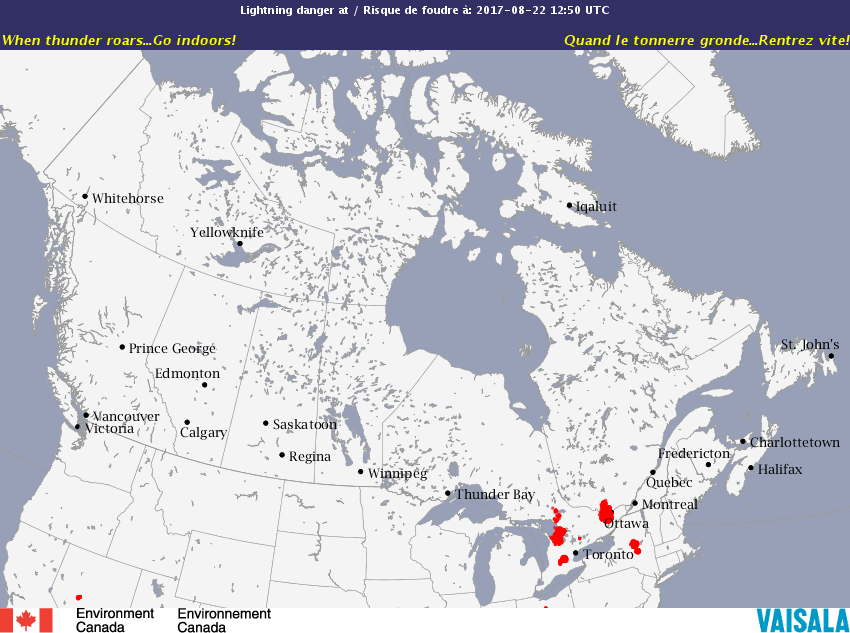 Lightning danger at / Risque de foudre à: 2017-08-22 12:50 UTC
When thunder roars...Go indoors! Quand le tonnerre gronde...Rentrez vite!
Iqaluit
Whitehorse
Yellowknife
St. John's
Prince George
Edmonton
Vancouver
Victoria
Calgary
Saskatoon
Charlottetown
Fredericton
Regina
Halifax
Winnipeg
Quebec
Thunder Bay
Montreal
Ottawa
Toronto
Environment Canada
Environnement Canada
VAISALA